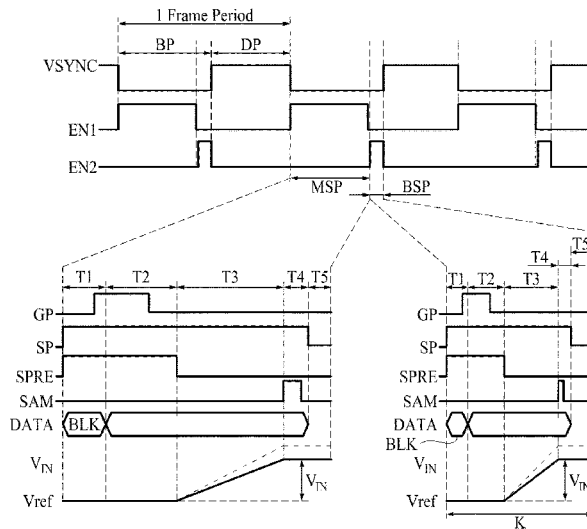 1 Frame Period
BP DP
VSYNC
EN1
EN2
MSP BSP
T1 T2 T3 T4 T5
T1 T2 T3 T4 T5
GP
SP
SPRE
SAM
DATA BLK
V_IN
Vref
V_IN
GP
SP
SPRE
SAM
DATA
BLK
V_IN
Vref
V_IN
K